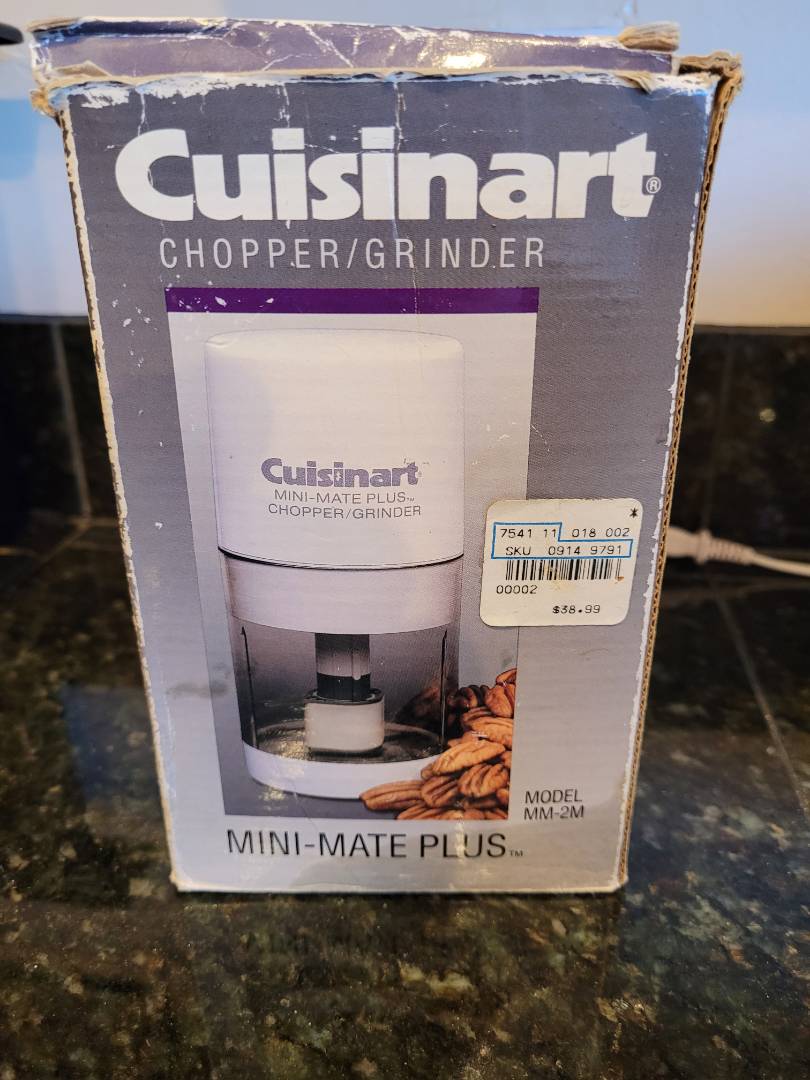 Cuisinart®
CHOPPER/GRINDER
Cuisinart
MINI-MATE PLUS™
CHOPPER/GRINDER
*
7541 11 018 002
SKU 0914 9791
00002
$38.99
MODEL
MM-2M
MINI-MATE PLUS™